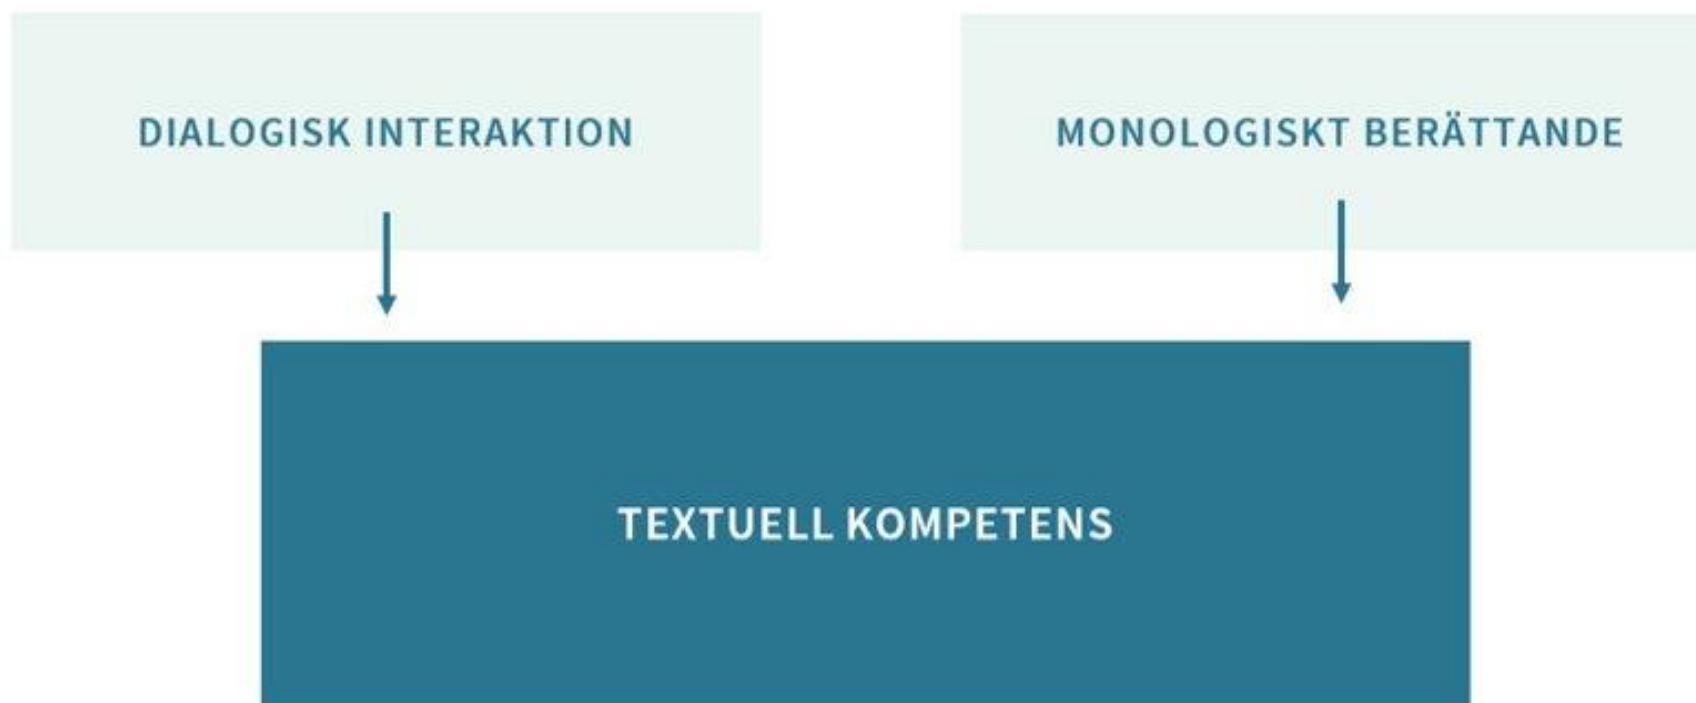 DIALOGISK INTERAKTION
MONOLOGISKT BERÄTTANDE
TEXTUELL KOMPETENS